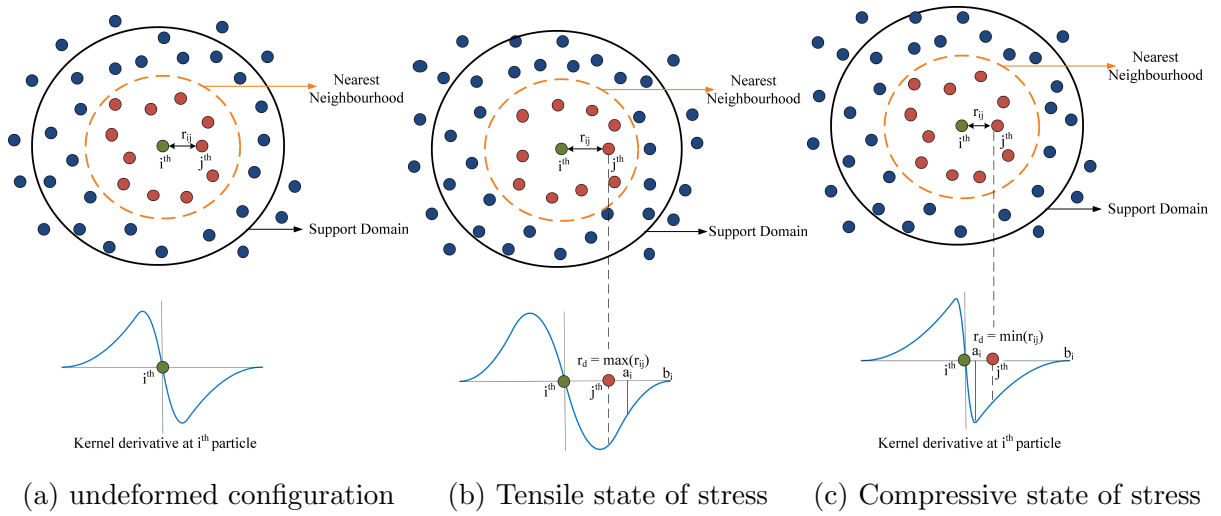 Nearest
Neighbourhood
r_ij
i^th
j^th
Support Domain
i^th
Kernel derivative at i^th particle
(a) undeformed configuration
Nearest
Neighbourhood
r_ij
i^th
j^th
Support Domain
r_d = max(r_ij)
a_i
b_i
i^th
j^th
(b) Tensile state of stress
Nearest
Neighbourhood
r_ij
i^th
j^th
Support Domain
r_d = min(r_ij)
a_i
b_i
i^th
j^th
Kernel derivative at i^th particle
(c) Compressive state of stress